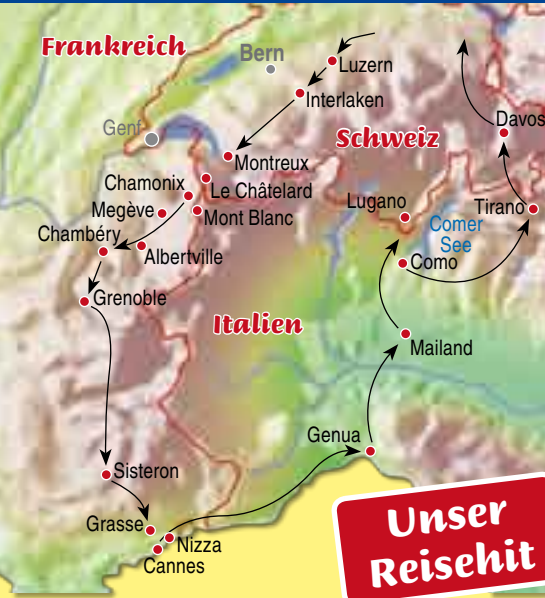 Frankreich
Bern
Luzern
Interlaken
Genf
Davos
Schweiz
Montreux
Chamonix
Le Châtelard
Megève
Mont Blanc
Lugano
Tirano
Chambéry
Comer
See
Albertville
Como
Grenoble
Italien
Mailand
Genua
Sisteron
Grasse
Nizza
Cannes
Unser
Reisehit